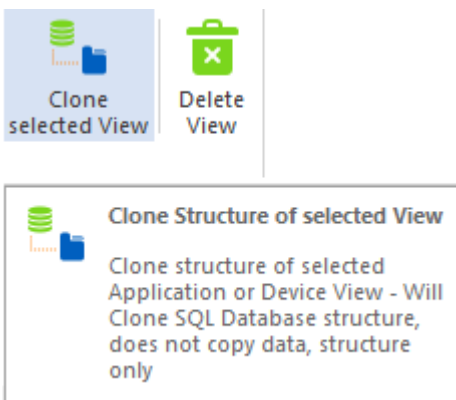 Clone
selected View
Delete
View
Clone Structure of selected View
Clone structure of selected
Application or Device View - Will
Clone SQL Database structure,
does not copy data, structure
only